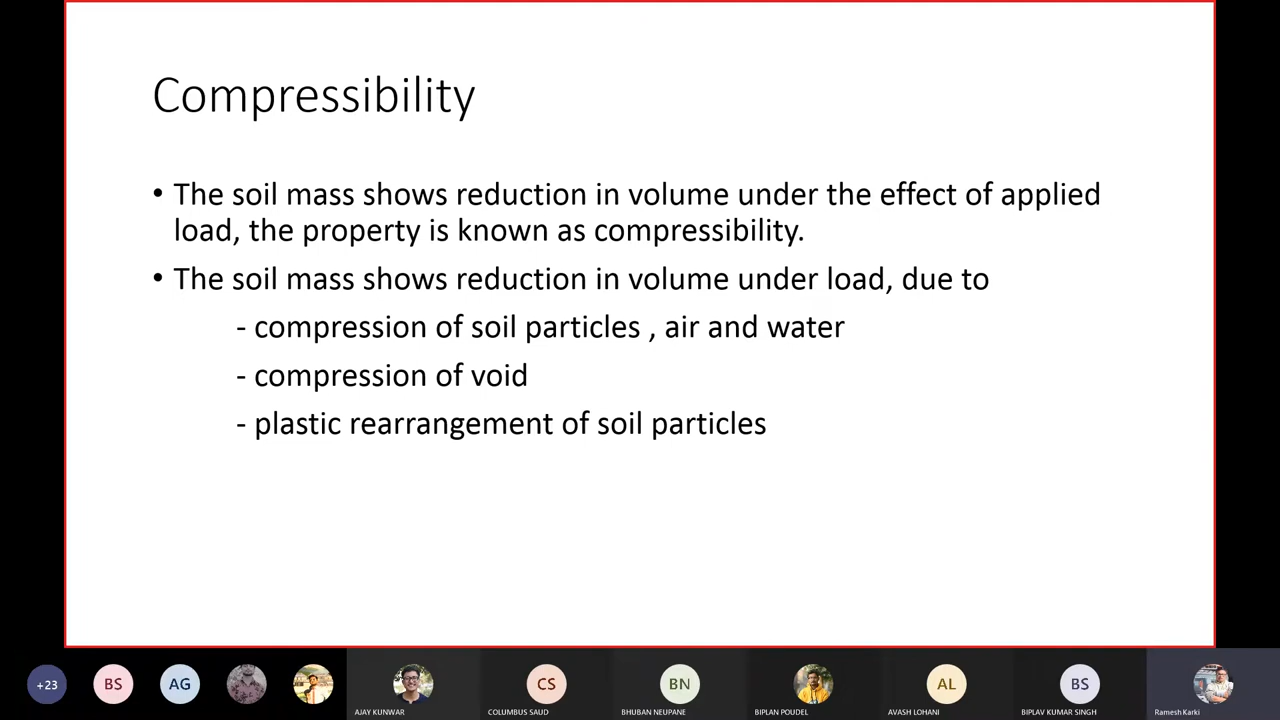 Compressibility
• The soil mass shows reduction in volume under the effect of applied
load, the property is known as compressibility.
• The soil mass shows reduction in volume under load, due to
- compression of soil particles , air and water
- compression of void
- plastic rearrangement of soil particles
+23
BS
AG
CS
BN
AL
BS
AJAY KUNWAR
COLUMBUS SAUD
BHUBAN NEUPANE
BIPLAN POUDEL
AVASH LOHANI
BIPLAV KUMAR SINGH
Ramesh Karki